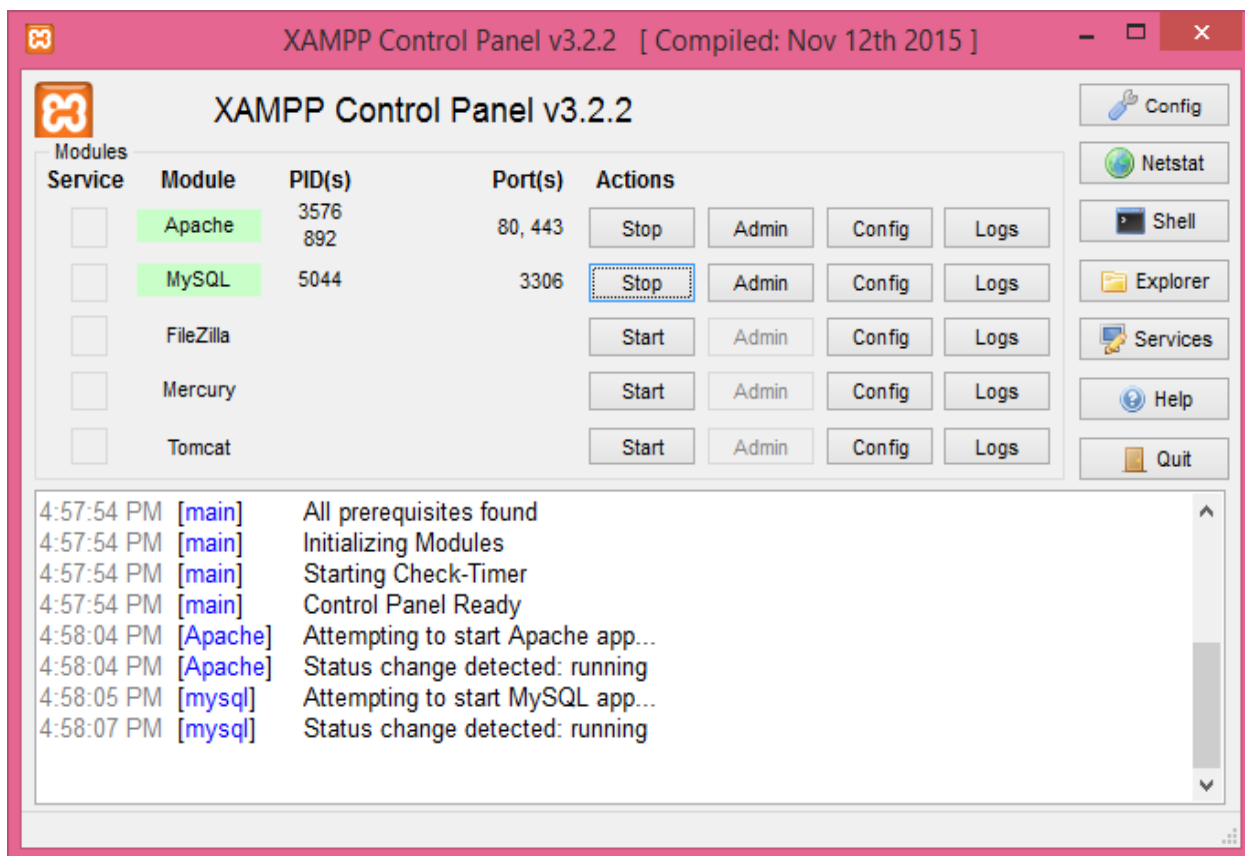 XAMPP Control Panel v3.2.2 [ Compiled: Nov 12th 2015 ]
XAMPP Control Panel v3.2.2
Config
Modules
Netstat
Service Module PID(s) Port(s) Actions
Apache 3576 892 80, 443 Stop Admin Config Logs
Shell
MySQL 5044 3306 Stop Admin Config Logs
Explorer
FileZilla Start Admin Config Logs
Services
Mercury Start Admin Config Logs
Help
Tomcat Start Admin Config Logs
Quit
4:57:54 PM [main] All prerequisites found
4:57:54 PM [main] Initializing Modules
4:57:54 PM [main] Starting Check-Timer
4:57:54 PM [main] Control Panel Ready
4:58:04 PM [Apache] Attempting to start Apache app...
4:58:04 PM [Apache] Status change detected: running
4:58:05 PM [mysql] Attempting to start MySQL app...
4:58:07 PM [mysql] Status change detected: running